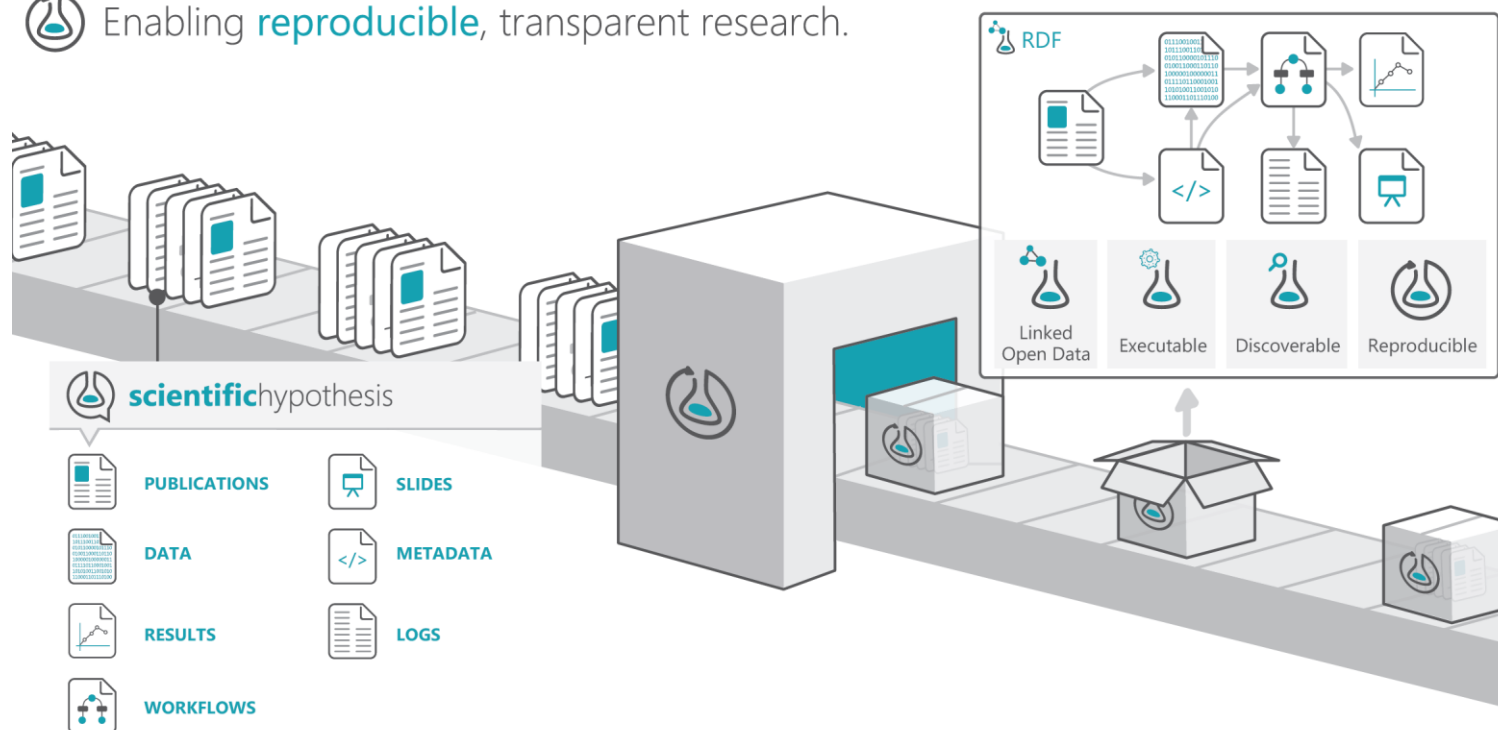 Enabling reproducible, transparent research.
RDF
</>
Linked
Open Data
Executable
Discoverable
Reproducible
scientifichypothesis
PUBLICATIONS
SLIDES
DATA
</>
METADATA
RESULTS
LOGS
WORKFLOWS